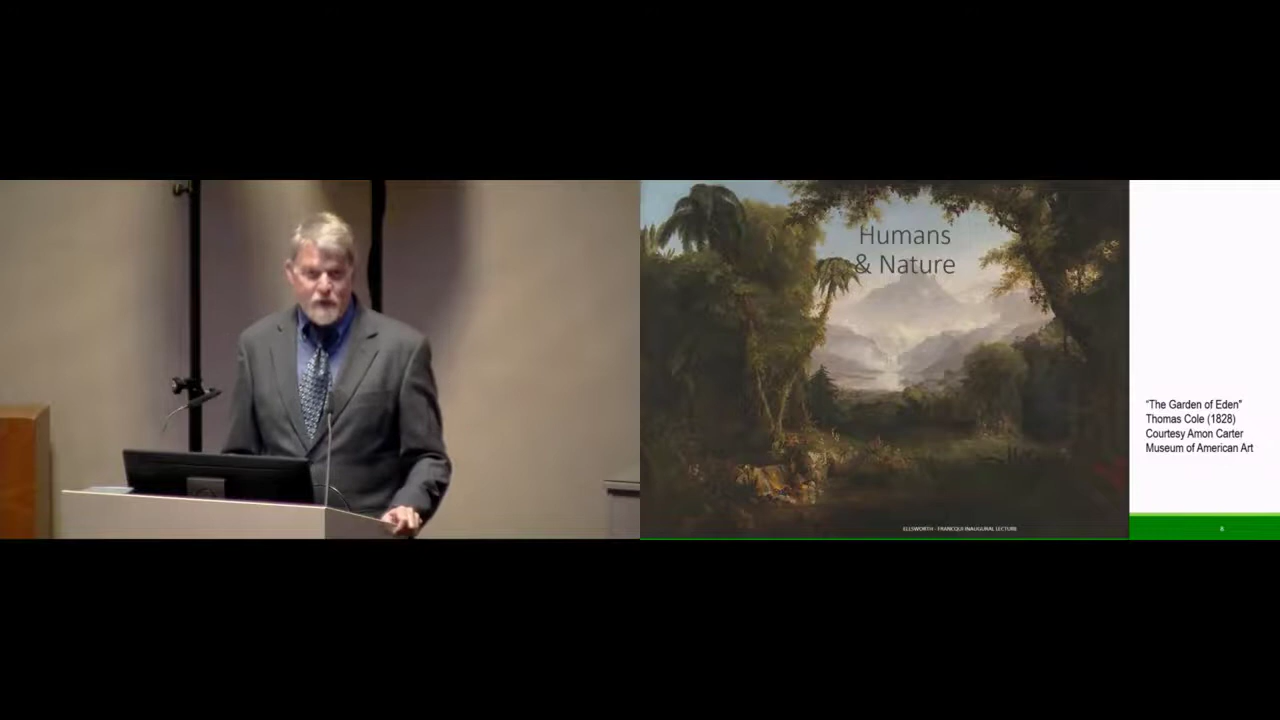 Humans
& Nature
“The Garden of Eden”
Thomas Cole (1828)
Courtesy Amon Carter
Museum of American Art
ELLSWORTH - FRANCQUI INAUGURAL LECTURE
8